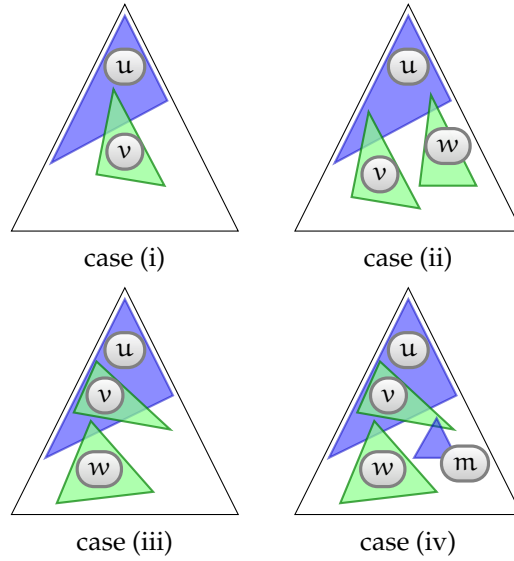 u
v
case (i)
u
v
w
case (ii)
u
v
w
case (iii)
u
v
w
m
case (iv)